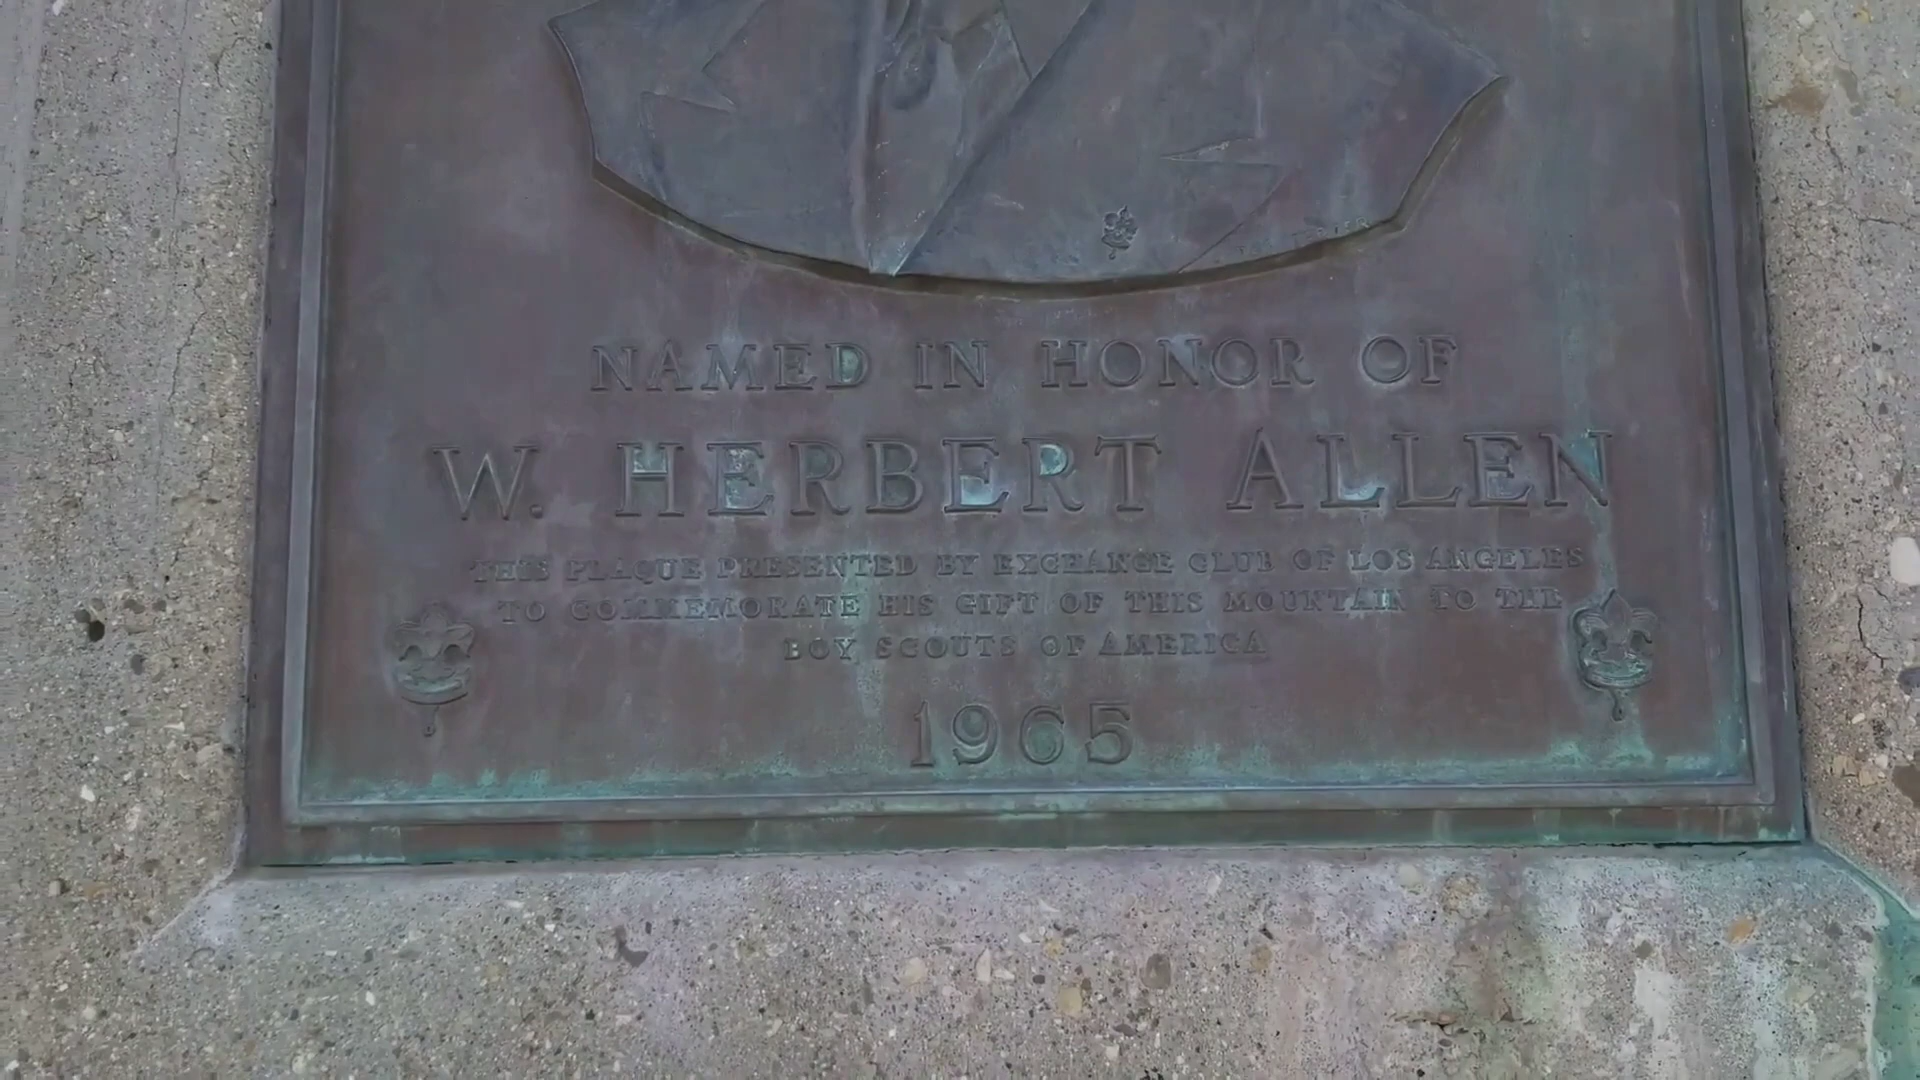 NAMED IN HONOR OF
W. HERBERT ALLEN
THIS PLAQUE PRESENTED BY EXCHANGE CLUB OF LOS ANGELES
TO COMMEMORATE HIS GIFT OF THIS MOUNTAIN TO THE
BOY SCOUTS OF AMERICA
1965